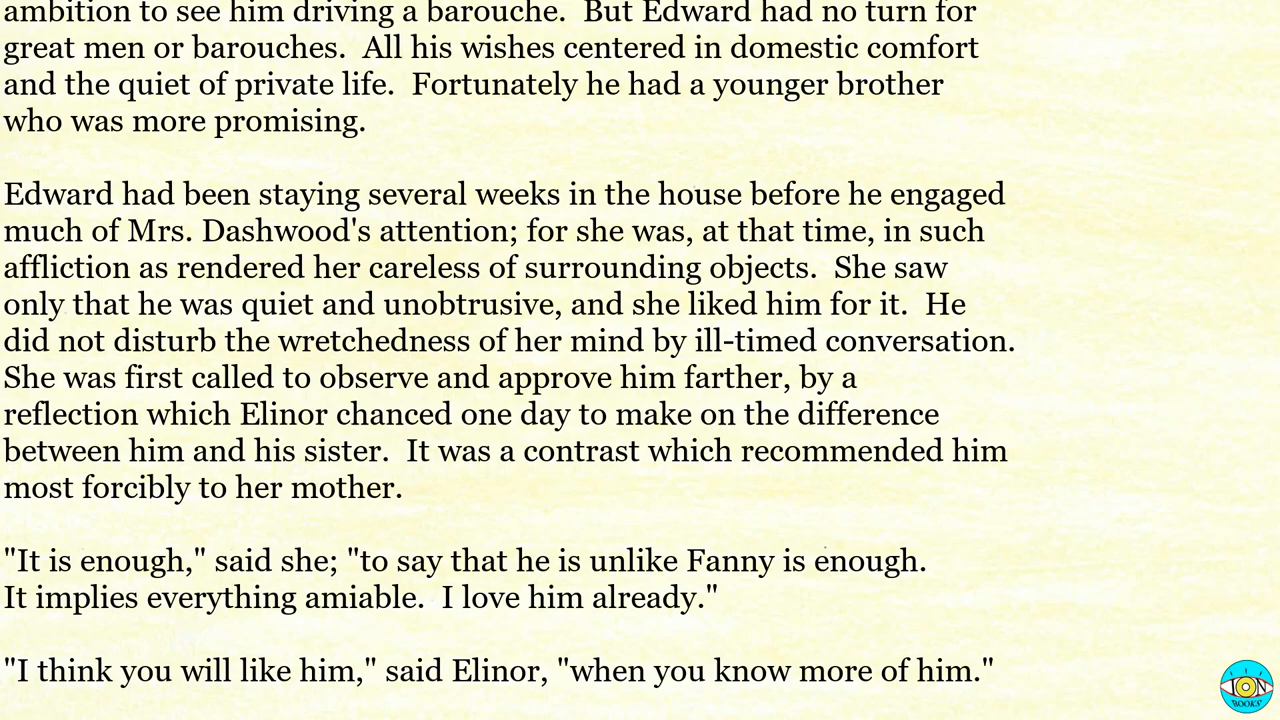 ambition to see him driving a barouche.  But Edward had no turn for
great men or barouches.  All his wishes centered in domestic comfort
and the quiet of private life.  Fortunately he had a younger brother
who was more promising.
Edward had been staying several weeks in the house before he engaged
much of Mrs. Dashwood's attention; for she was, at that time, in such
affliction as rendered her careless of surrounding objects.  She saw
only that he was quiet and unobtrusive, and she liked him for it.  He
did not disturb the wretchedness of her mind by ill-timed conversation.
She was first called to observe and approve him farther, by a
reflection which Elinor chanced one day to make on the difference
between him and his sister.  It was a contrast which recommended him
most forcibly to her mother.
"It is enough," said she; "to say that he is unlike Fanny is enough.
It implies everything amiable.  I love him already."
"I think you will like him," said Elinor, "when you know more of him."
ION
BOOKS